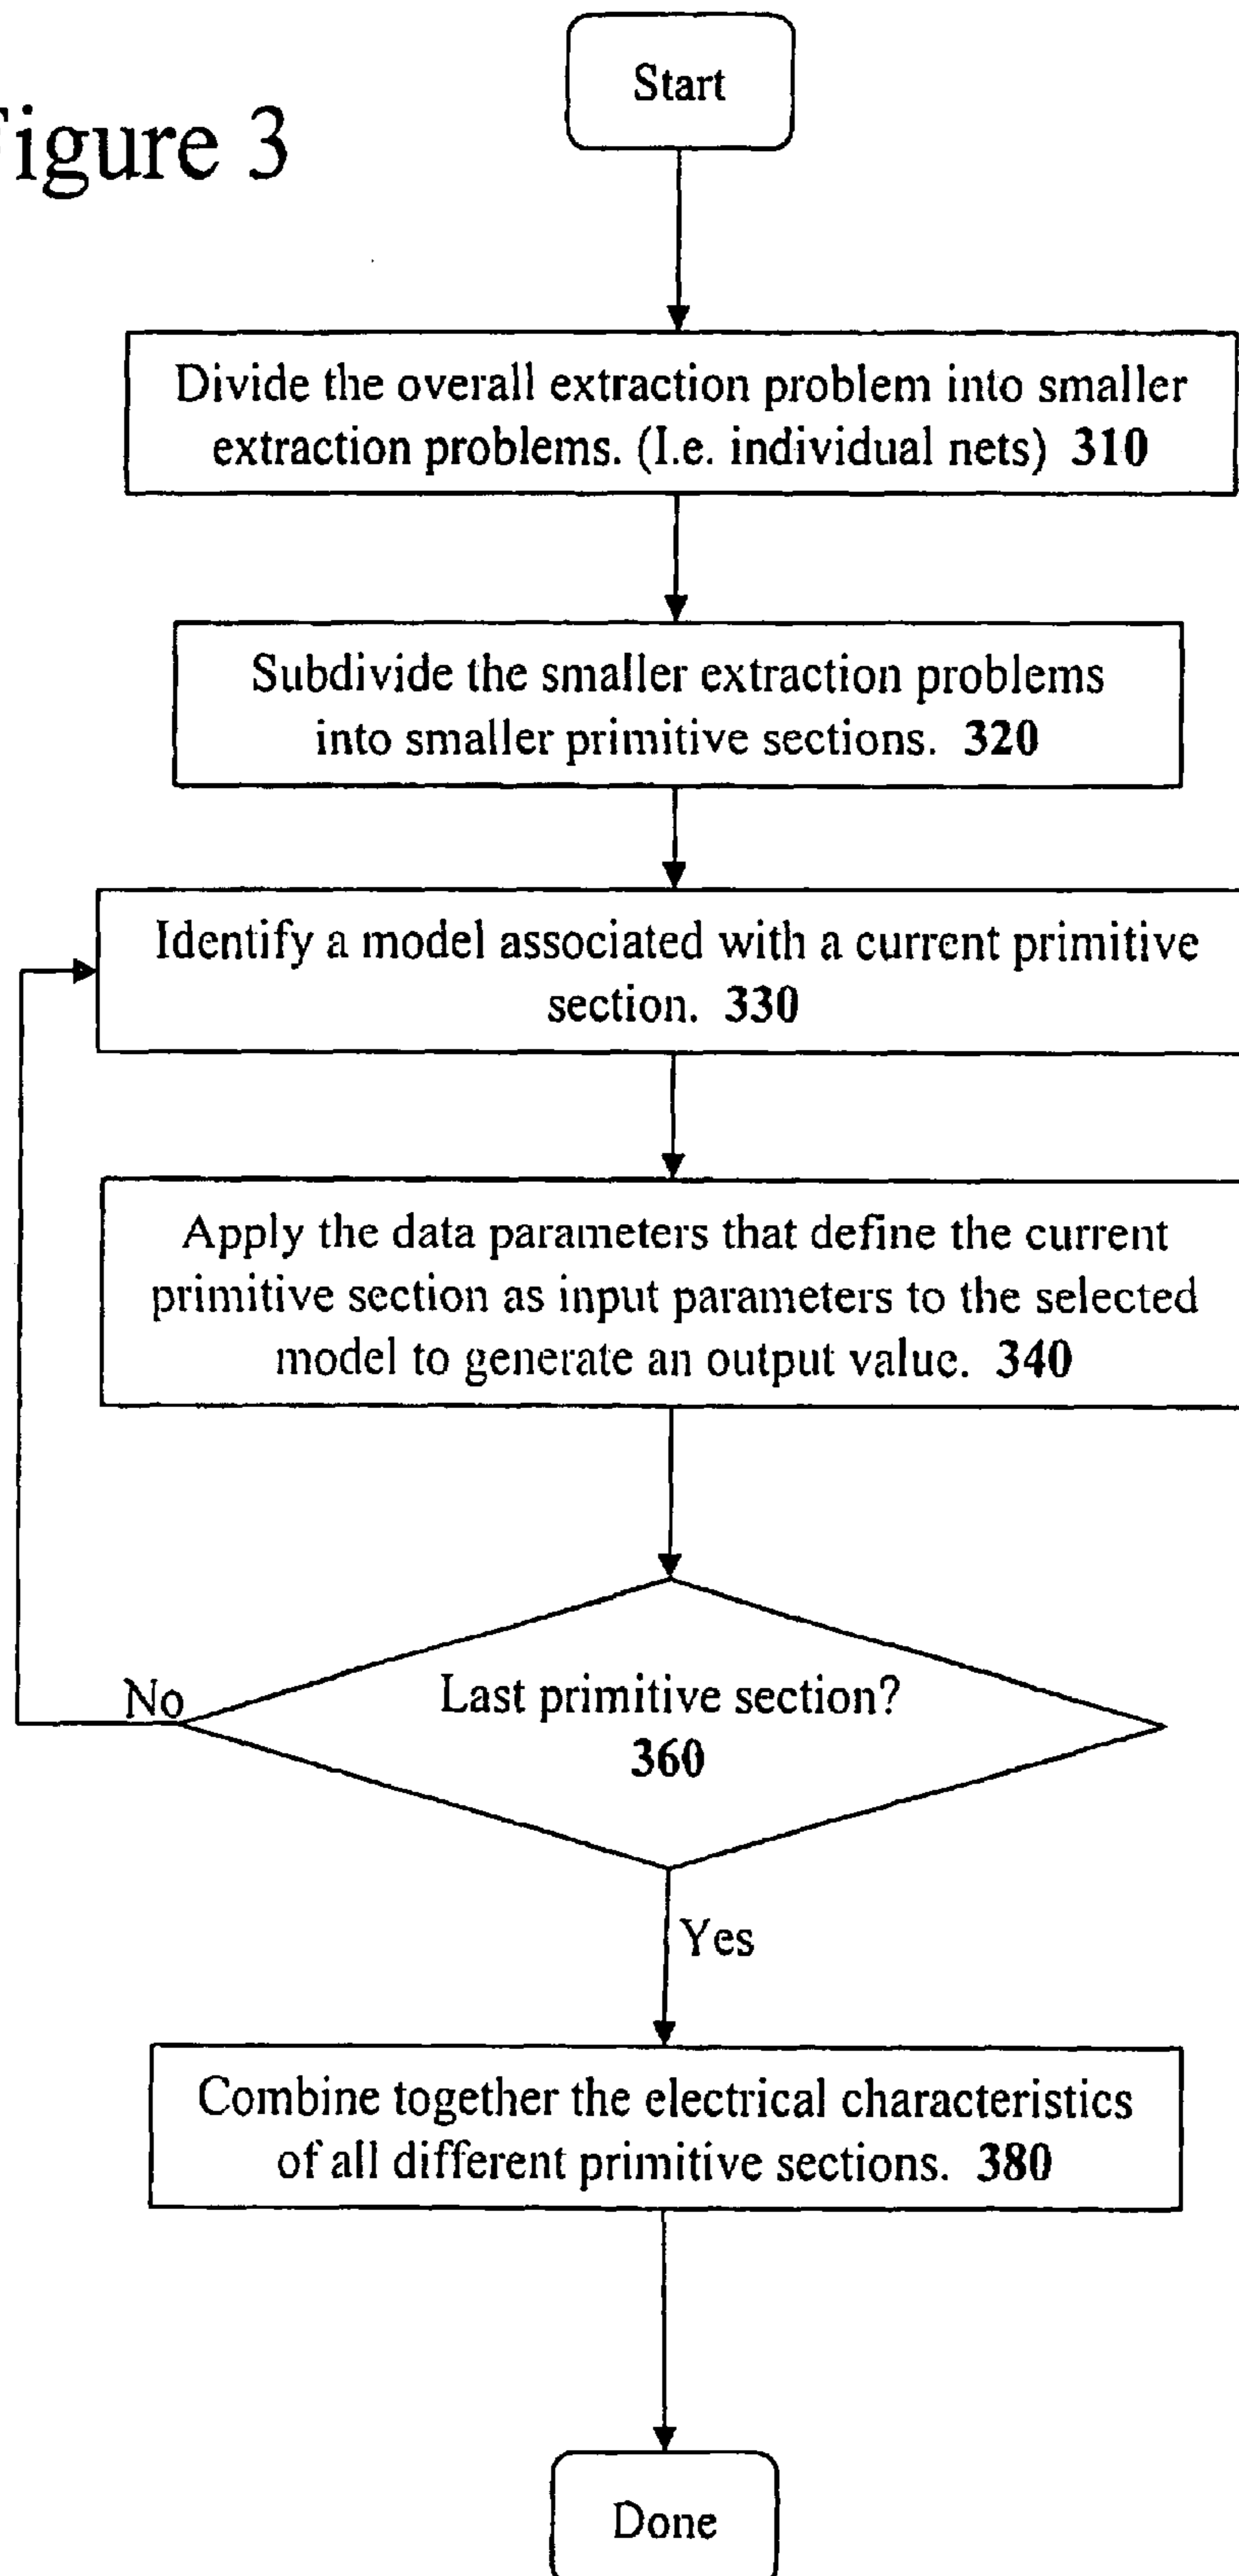 Figure 3
Start
Divide the overall extraction problem into smaller
extraction problems. (I.e. individual nets) 310
Subdivide the smaller extraction problems
into smaller primitive sections. 320
Identify a model associated with a current primitive
section. 330
Apply the data parameters that define the current
primitive section as input parameters to the selected
model to generate an output value. 340
Last primitive section?
360
No
Yes
Combine together the electrical characteristics
of all different primitive sections. 380
Done